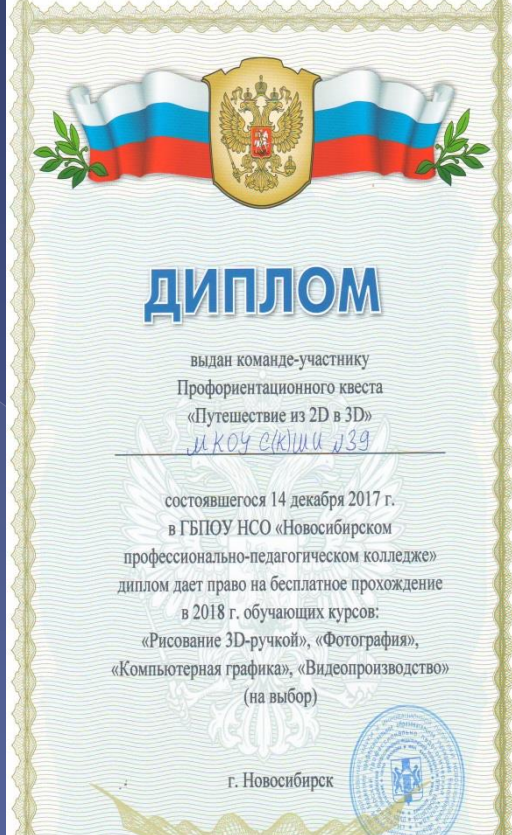 ДИПЛОМ
выдан команде-участнику
Профориентационного квеста
«Путешествие из 2D в 3D»
МКОУ С(К)ШИ №39
состоявшегося 14 декабря 2017 г.
в ГБПОУ НСО «Новосибирском
профессионально-педагогическом колледже»
диплом дает право на бесплатное прохождение
в 2018 г. обучающих курсов:
«Рисование 3D-ручкой», «Фотография»,
«Компьютерная графика», «Видеопроизводство»
(на выбор)
г. Новосибирск